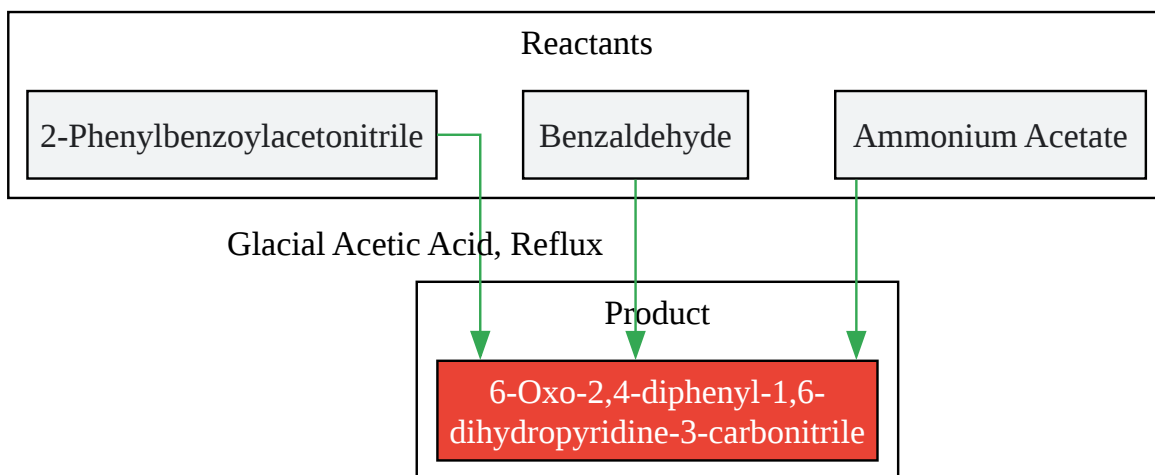 Reactants
2-Phenylbenzoylacetonitrile
Benzaldehyde
Ammonium Acetate
Glacial Acetic Acid, Reflux
Product
6-Oxo-2,4-diphenyl-1,6-
dihydropyridine-3-carbonitrile